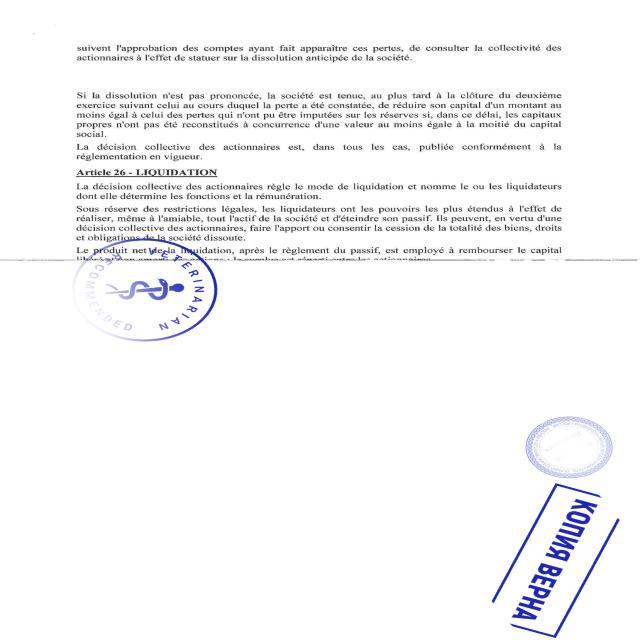 suivent l'approbation des comptes ayant fait apparaître ces pertes, de consulter la collectivité des
actionnaires à l'effet de statuer sur la dissolution anticipée de la société.
Si la dissolution n'est pas prononcée, la société est tenue, au plus tard à la clôture du deuxième
exercice suivant celui au cours duquel la perte a été constatée, de réduire son capital d'un montant au
moins égal à celui des pertes qui n'ont pu être imputées sur les réserves si, dans ce délai, les capitaux
propres n'ont pas été reconstitués à concurrence d'une valeur au moins égale à la moitié du capital
social.
La décision collective des actionnaires est, dans tous les cas, publiée conformément à la
réglementation en vigueur.
Article 26 - LIQUIDATION
La décision collective des actionnaires règle le mode de liquidation et nomme le ou les liquidateurs
dont elle détermine les fonctions et la rémunération.
Sous réserve des restrictions légales, les liquidateurs ont les pouvoirs les plus étendus à l'effet de
réaliser, même à l'amiable, tout l'actif de la société et d'éteindre son passif. Ils peuvent, en vertu d'une
décision collective des actionnaires, faire l'apport ou consentir la cession de la totalité des biens, droits
et obligations de la société dissoute.
Le produit net de la liquidation, après le règlement du passif, est employé à rembourser le capital
VETERINARIAN
RECOMMENDED
КОПИЯ ВЕРНА